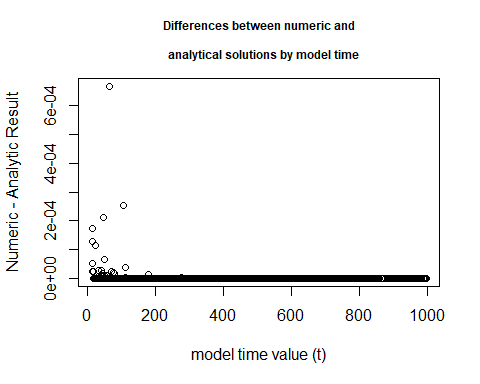 Differences between numeric and
analytical solutions by model time
Numeric - Analytic Result
6e-04
4e-04
2e-04
0e+00
0 200 400 600 800 1000
model time value (t)